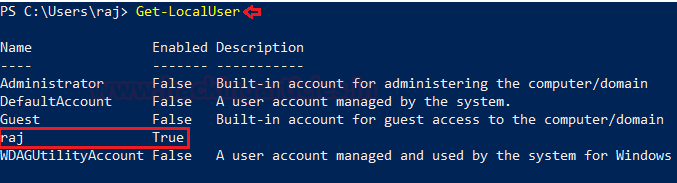 PS C:\Users\raj> Get-LocalUser
Name Enabled Description
---- ------- -----------
Administrator False Built-in account for administering the computer/domain
DefaultAccount False A user account managed by the system.
Guest False Built-in account for guest access to the computer/domain
raj True
WDAGUtilityAccount False A user account managed and used by the system for Windows